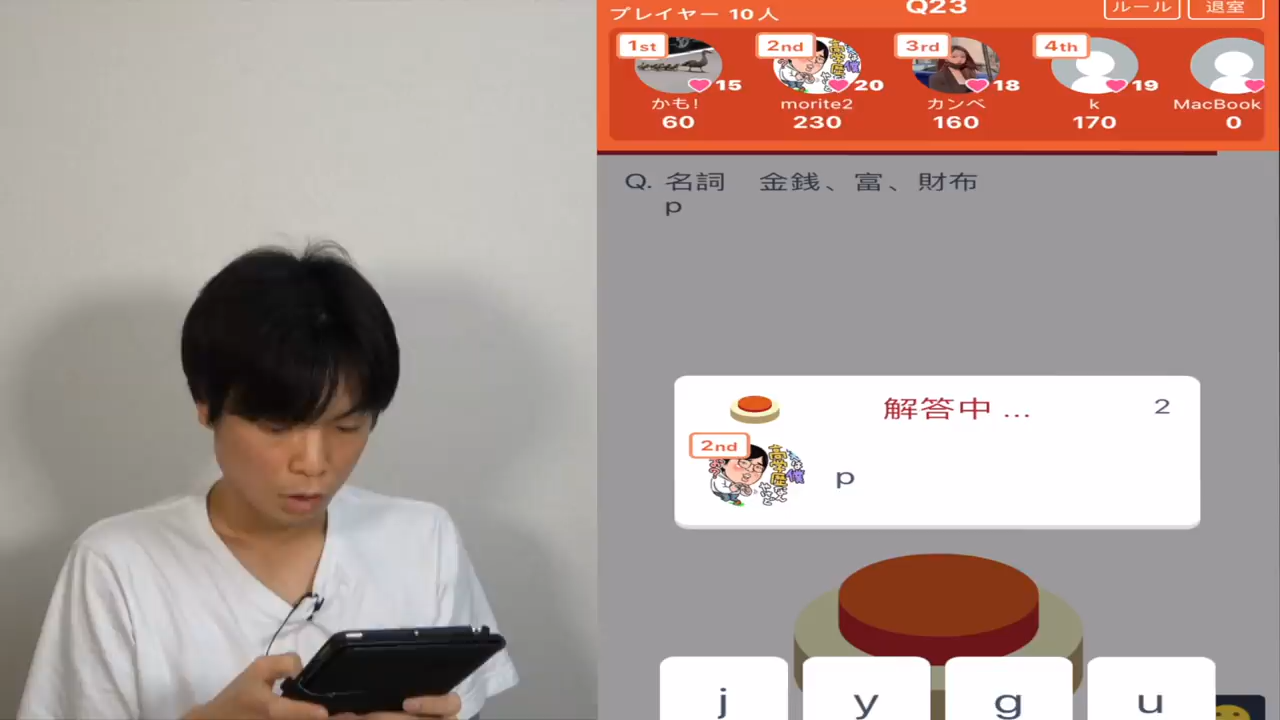 プレイヤー 10人
Q23
ルール
退室
1st
2nd
3rd
4th
15
20
18
19
かも!
morite2
カンベ
k
MacBook
60
230
160
170
0
Q. 名詞 金銭、富、財布
p
解答中 ...
2
2nd
p
j
y
g
u